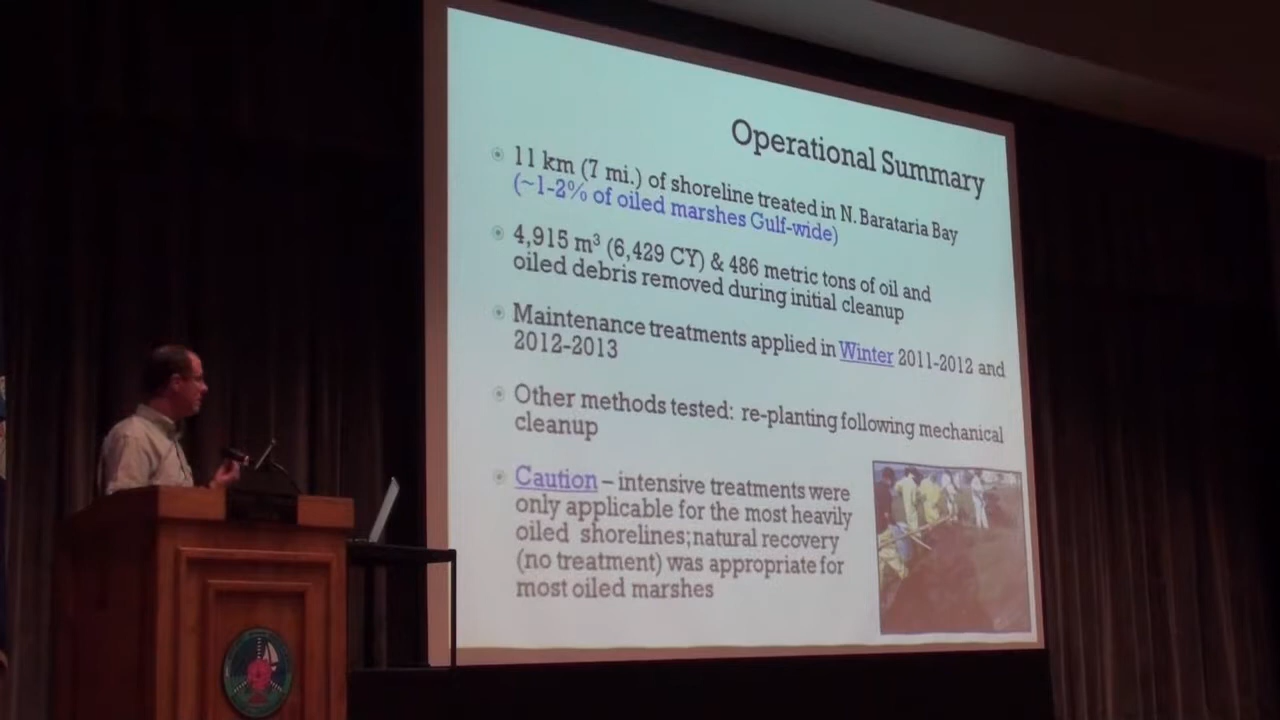 Operational Summary
11 km (7 mi.) of shoreline treated in N. Barataria Bay
(~1-2% of oiled marshes Gulf-wide)
4,915 m³ (6,429 CY) & 486 metric tons of oil and
oiled debris removed during initial cleanup
Maintenance treatments applied in Winter 2011-2012 and
2012-2013
Other methods tested: re-planting following mechanical
cleanup
Caution – intensive treatments were
only applicable for the most heavily
oiled shorelines; natural recovery
(no treatment) was appropriate for
most oiled marshes